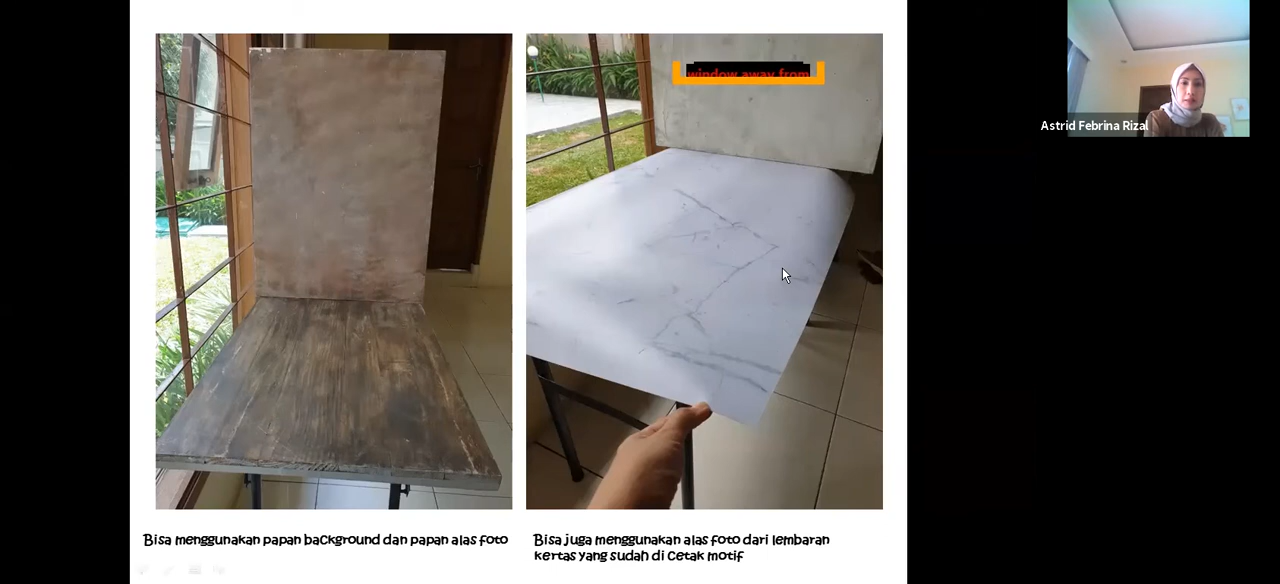 window away from
Astrid Febrina Rizal
Bisa menggunakan papan background dan papan alas foto
Bisa juga menggunakan alas foto dari lembaran
kertas yang sudah di cetak motif